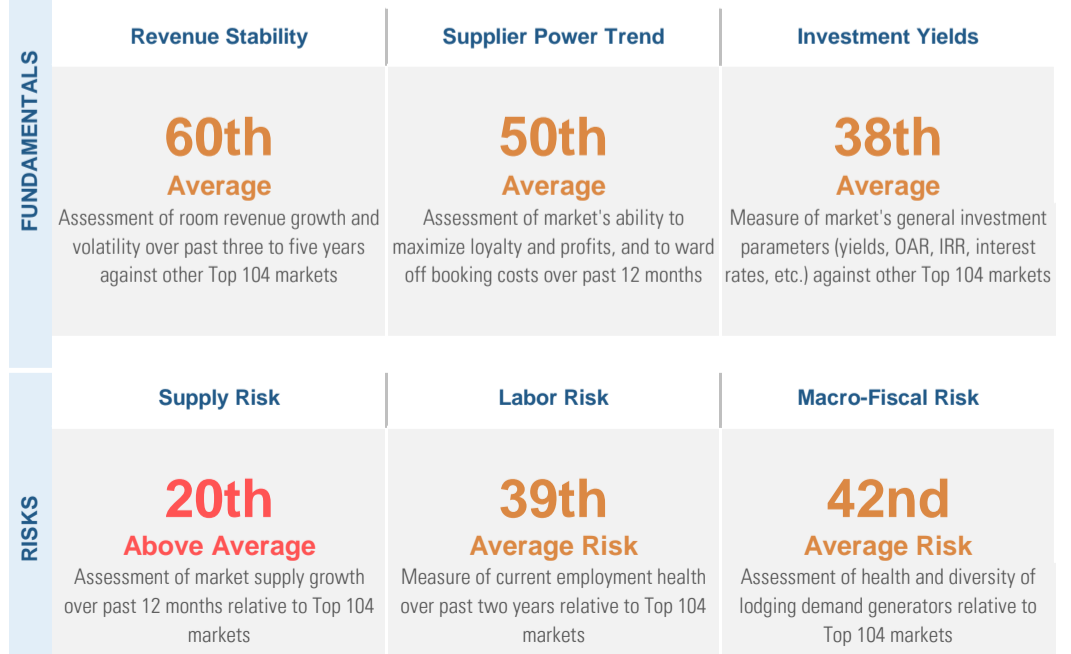 FUNDAMENTALS
Revenue Stability
60th
Average
Assessment of room revenue growth and
volatility over past three to five years
against other Top 104 markets
Supplier Power Trend
50th
Average
Assessment of market's ability to
maximize loyalty and profits, and to ward
off booking costs over past 12 months
Investment Yields
38th
Average
Measure of market's general investment
parameters (yields, OAR, IRR, interest
rates, etc.) against other Top 104 markets
RISKS
Supply Risk
20th
Above Average
Assessment of market supply growth
over past 12 months relative to Top 104
markets
Labor Risk
39th
Average Risk
Measure of current employment health
over past two years relative to Top 104
markets
Macro-Fiscal Risk
42nd
Average Risk
Assessment of health and diversity of
lodging demand generators relative to
Top 104 markets